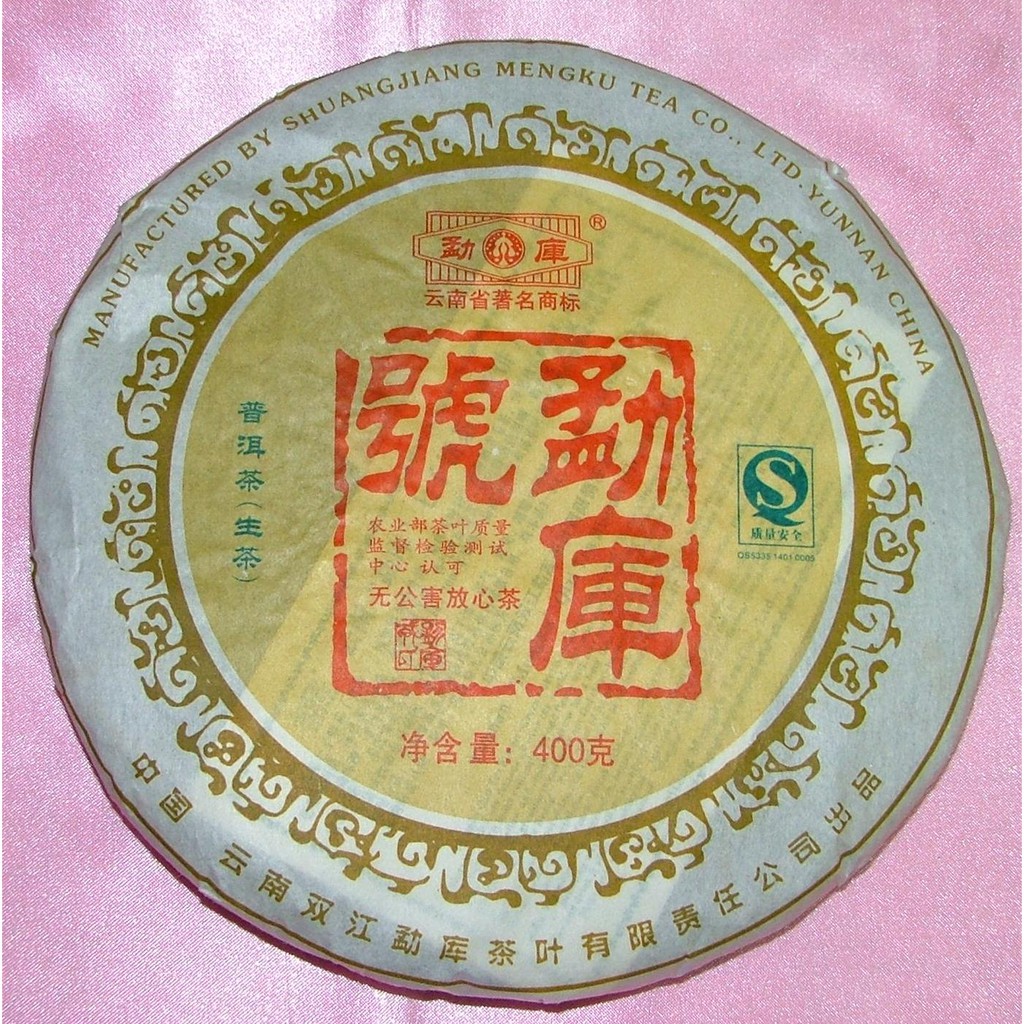 MANUFACTURED BY SHUANGJIANG MENGKU TEA CO., LTD. YUNNAN CHINA
勐 庫 ®
云南省著名商标
勐庫
號
普洱茶（生茶）
农业部茶叶质量
监督检验测试
中心 认可
无公害放心茶
质量安全
QS5335 1401 0005
净含量：400克
中国 云南双江勐库茶叶有限责任公司出品